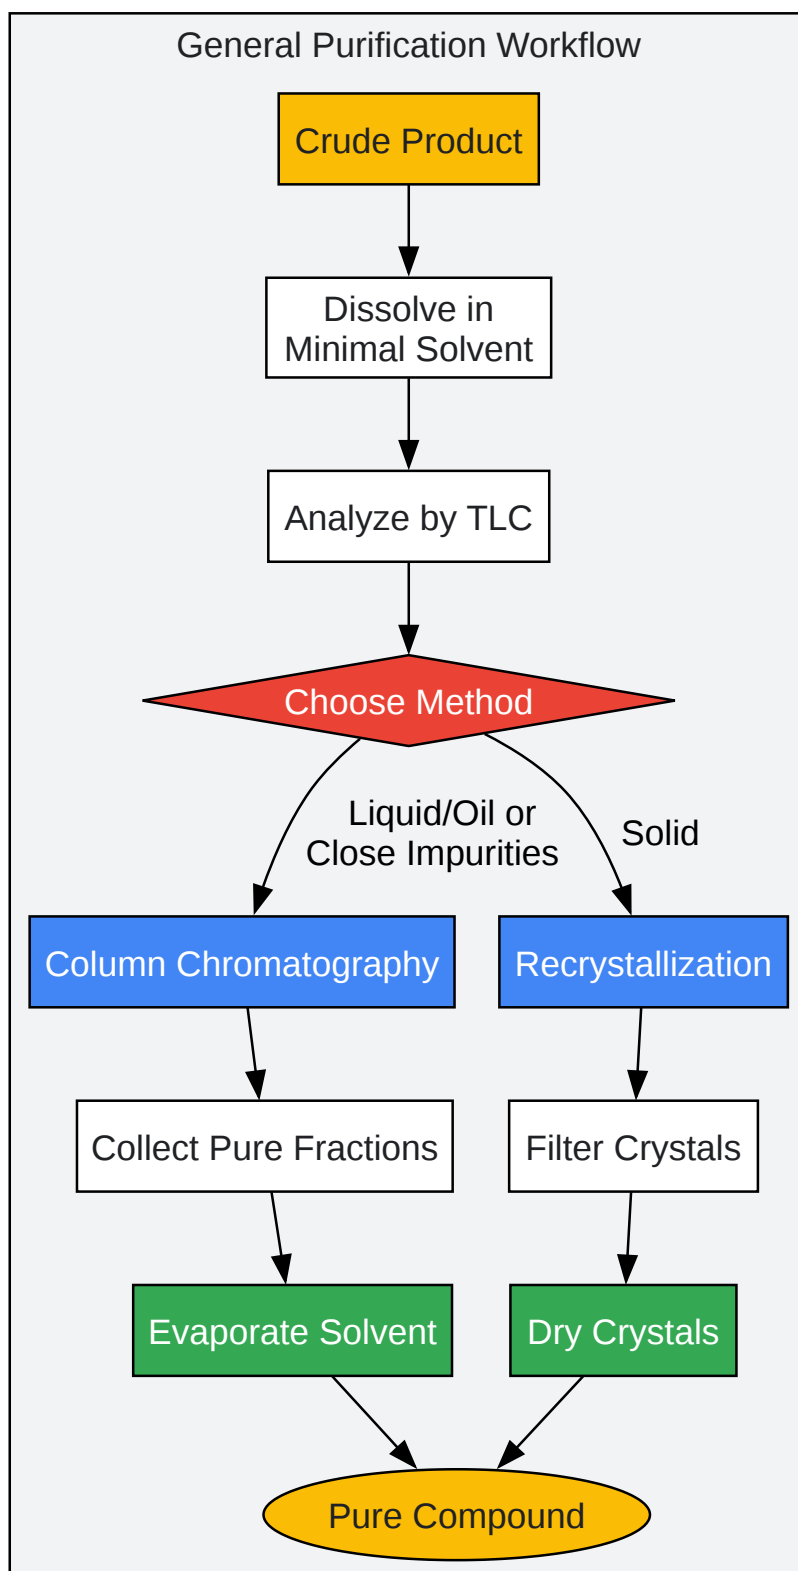 General Purification Workflow
Crude Product
Dissolve in
Minimal Solvent
Analyze by TLC
Choose Method
Liquid/Oil or
Close Impurities
Solid
Column Chromatography
Recrystallization
Collect Pure Fractions
Filter Crystals
Evaporate Solvent
Dry Crystals
Pure Compound